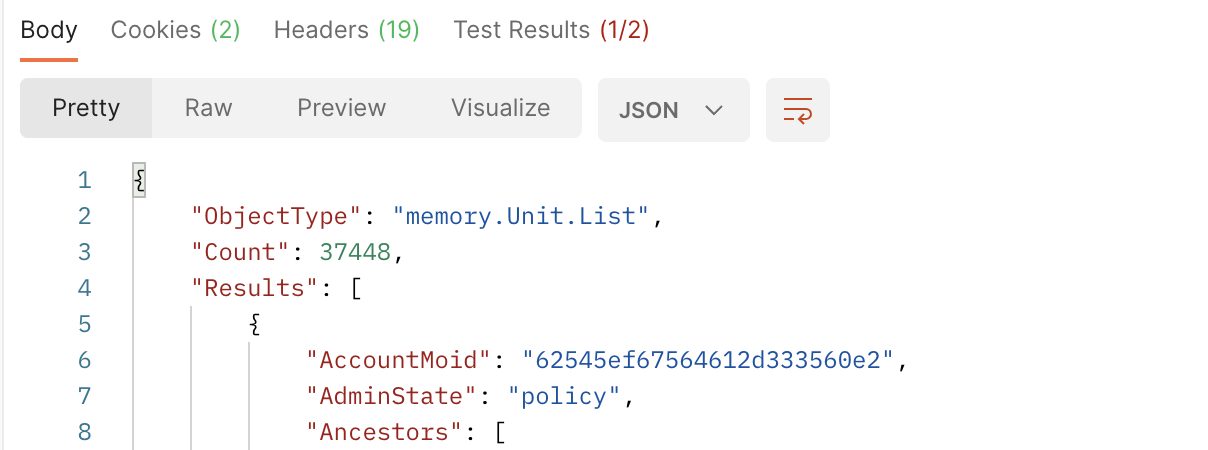 Body Cookies (2) Headers (19) Test Results (1/2)
Pretty Raw Preview Visualize JSON
1 {
2 "ObjectType": "memory.Unit.List",
3 "Count": 37448,
4 "Results": [
5 {
6 "AccountMoid": "62545ef67564612d333560e2",
7 "AdminState": "policy",
8 "Ancestors": [